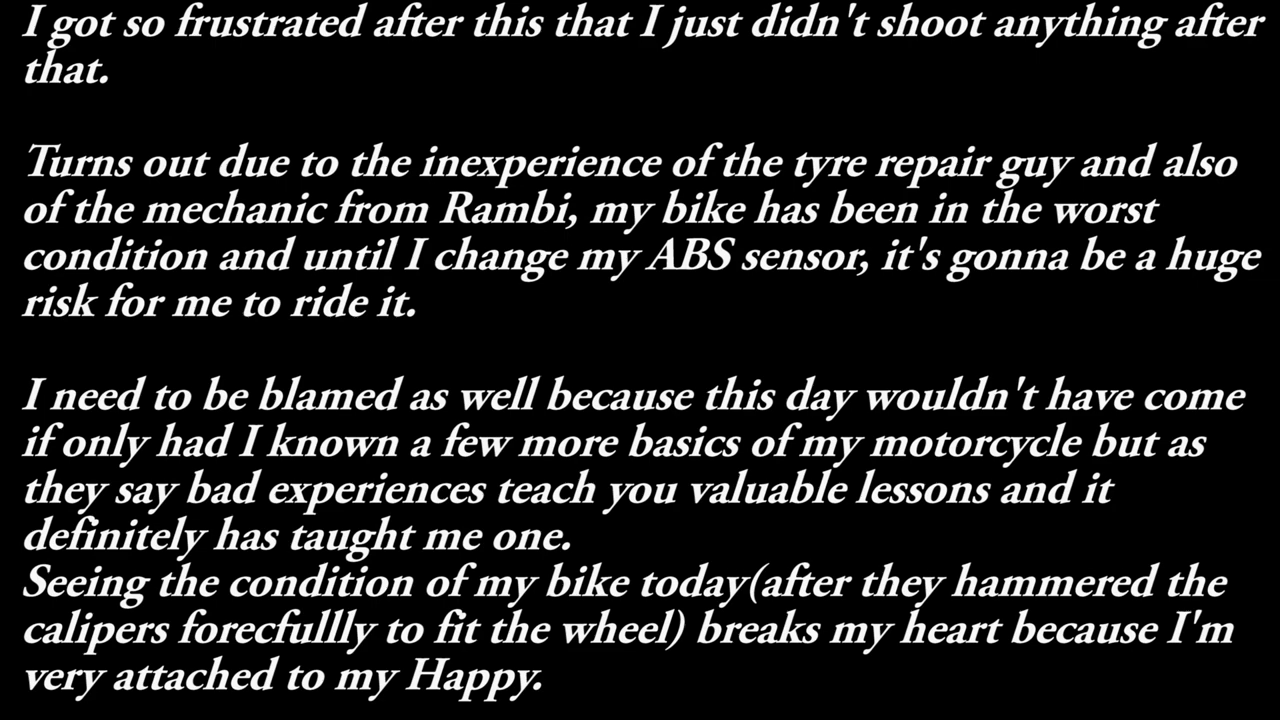 I got so frustrated after this that I just didn't shoot anything after
that.
Turns out due to the inexperience of the tyre repair guy and also
of the mechanic from Rambi, my bike has been in the worst
condition and until I change my ABS sensor, it's gonna be a huge
risk for me to ride it.
I need to be blamed as well because this day wouldn't have come
if only had I known a few more basics of my motorcycle but as
they say bad experiences teach you valuable lessons and it
definitely has taught me one.
Seeing the condition of my bike today(after they hammered the
calipers forecfullly to fit the wheel) breaks my heart because I'm
very attached to my Happy.